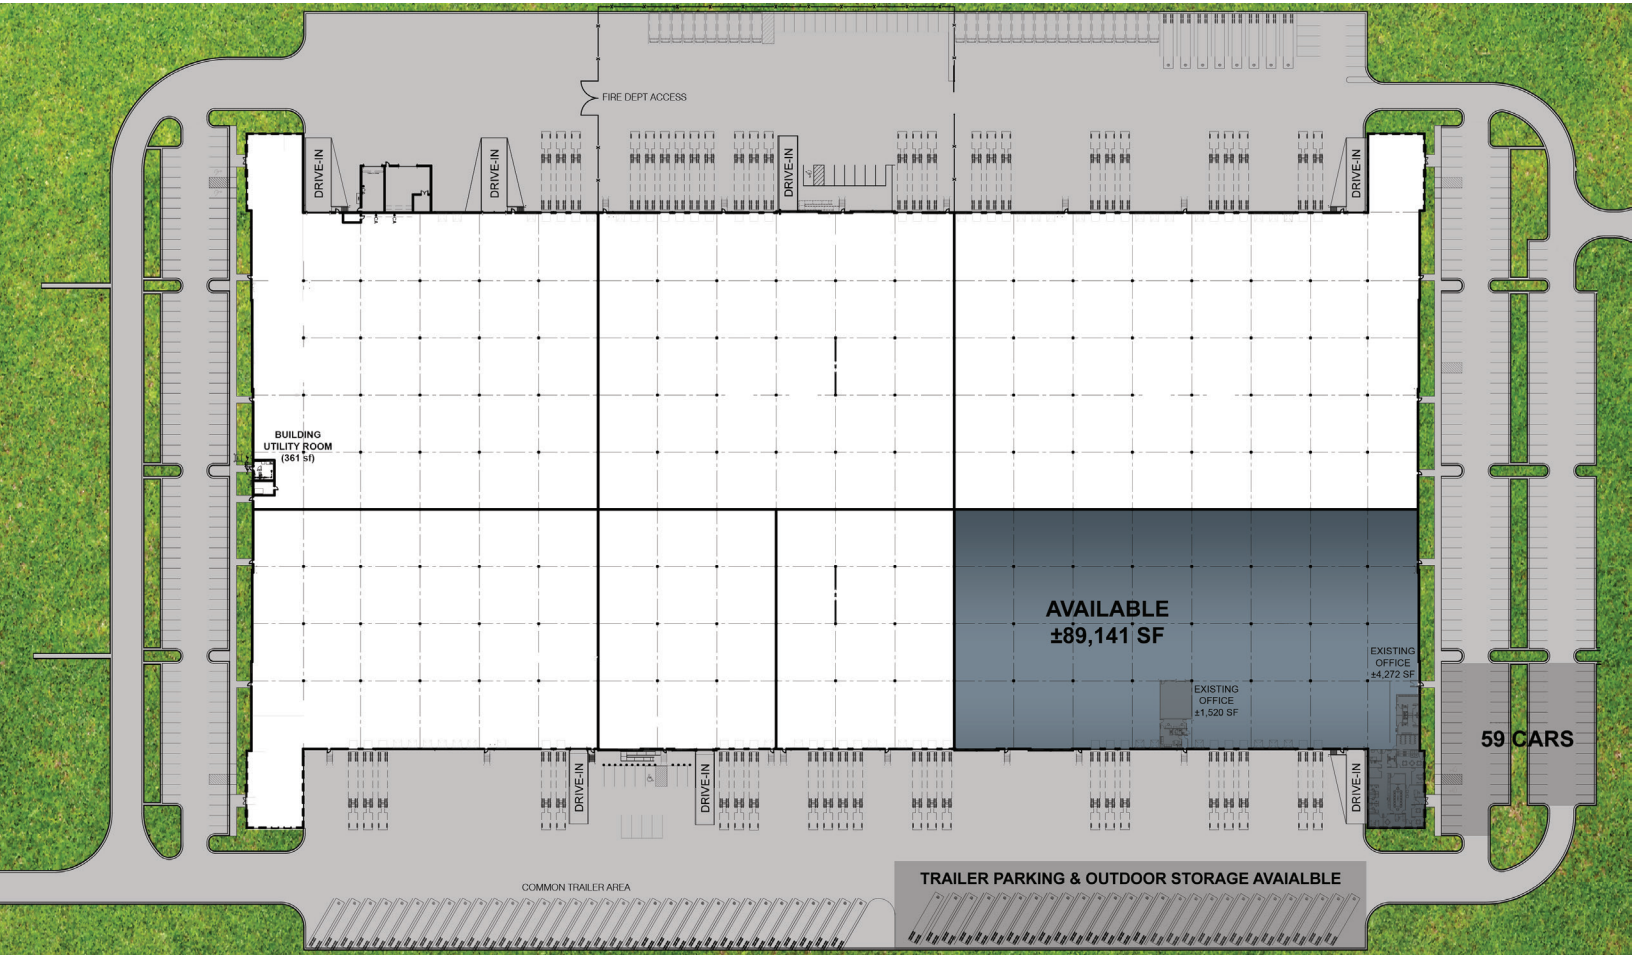 FIRE DEPT ACCESS
DRIVE-IN
DRIVE-IN
DRIVE-IN
DRIVE-IN
BUILDING
UTILITY ROOM
(361 sf)
AVAILABLE
±89,141 SF
EXISTING
OFFICE
±4,272 SF
EXISTING
OFFICE
±1,520 SF
59 CARS
DRIVE-IN
DRIVE-IN
DRIVE-IN
TRAILER PARKING & OUTDOOR STORAGE AVAIALBLE
COMMON TRAILER AREA